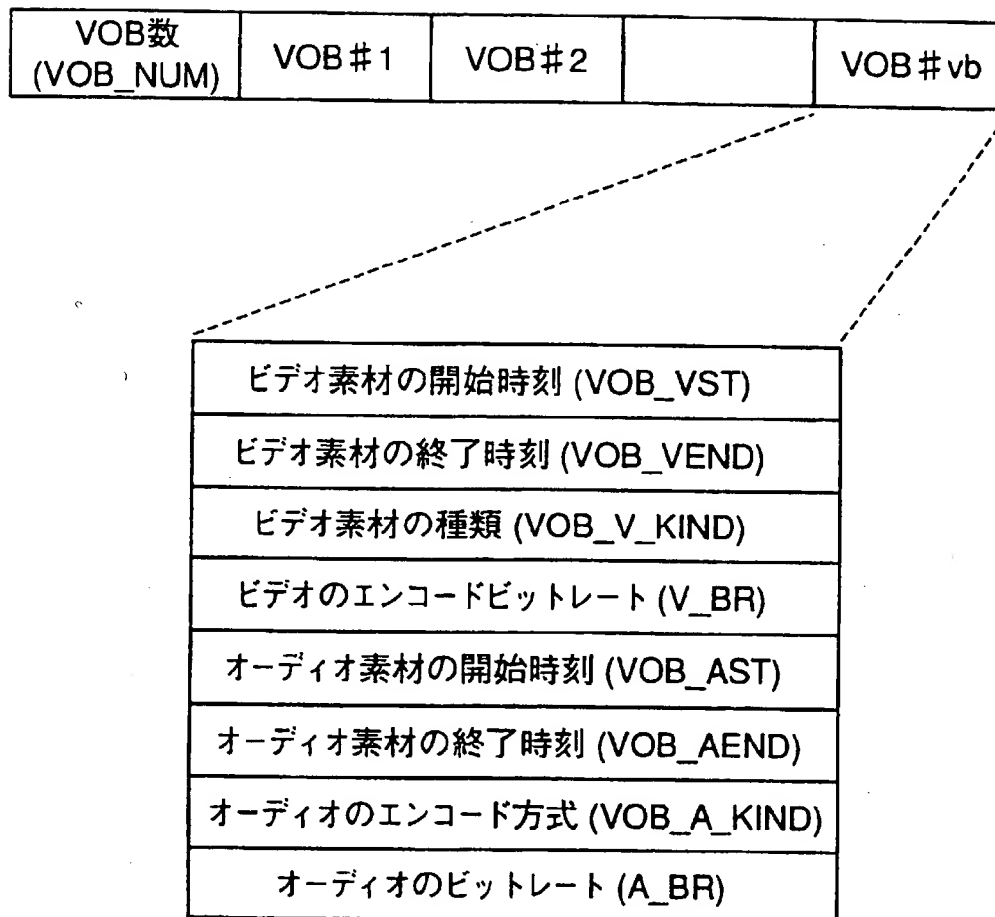 VOB数
(VOB_NUM)
VOB#1
VOB#2
VOB#vb
ビデオ素材の開始時刻 (VOB_VST)
ビデオ素材の終了時刻 (VOB_VEND)
ビデオ素材の種類 (VOB_V_KIND)
ビデオのエンコードビットレート (V_BR)
オーディオ素材の開始時刻 (VOB_AST)
オーディオ素材の終了時刻 (VOB_AEND)
オーディオのエンコード方式 (VOB_A_KIND)
オーディオのビットレート (A_BR)